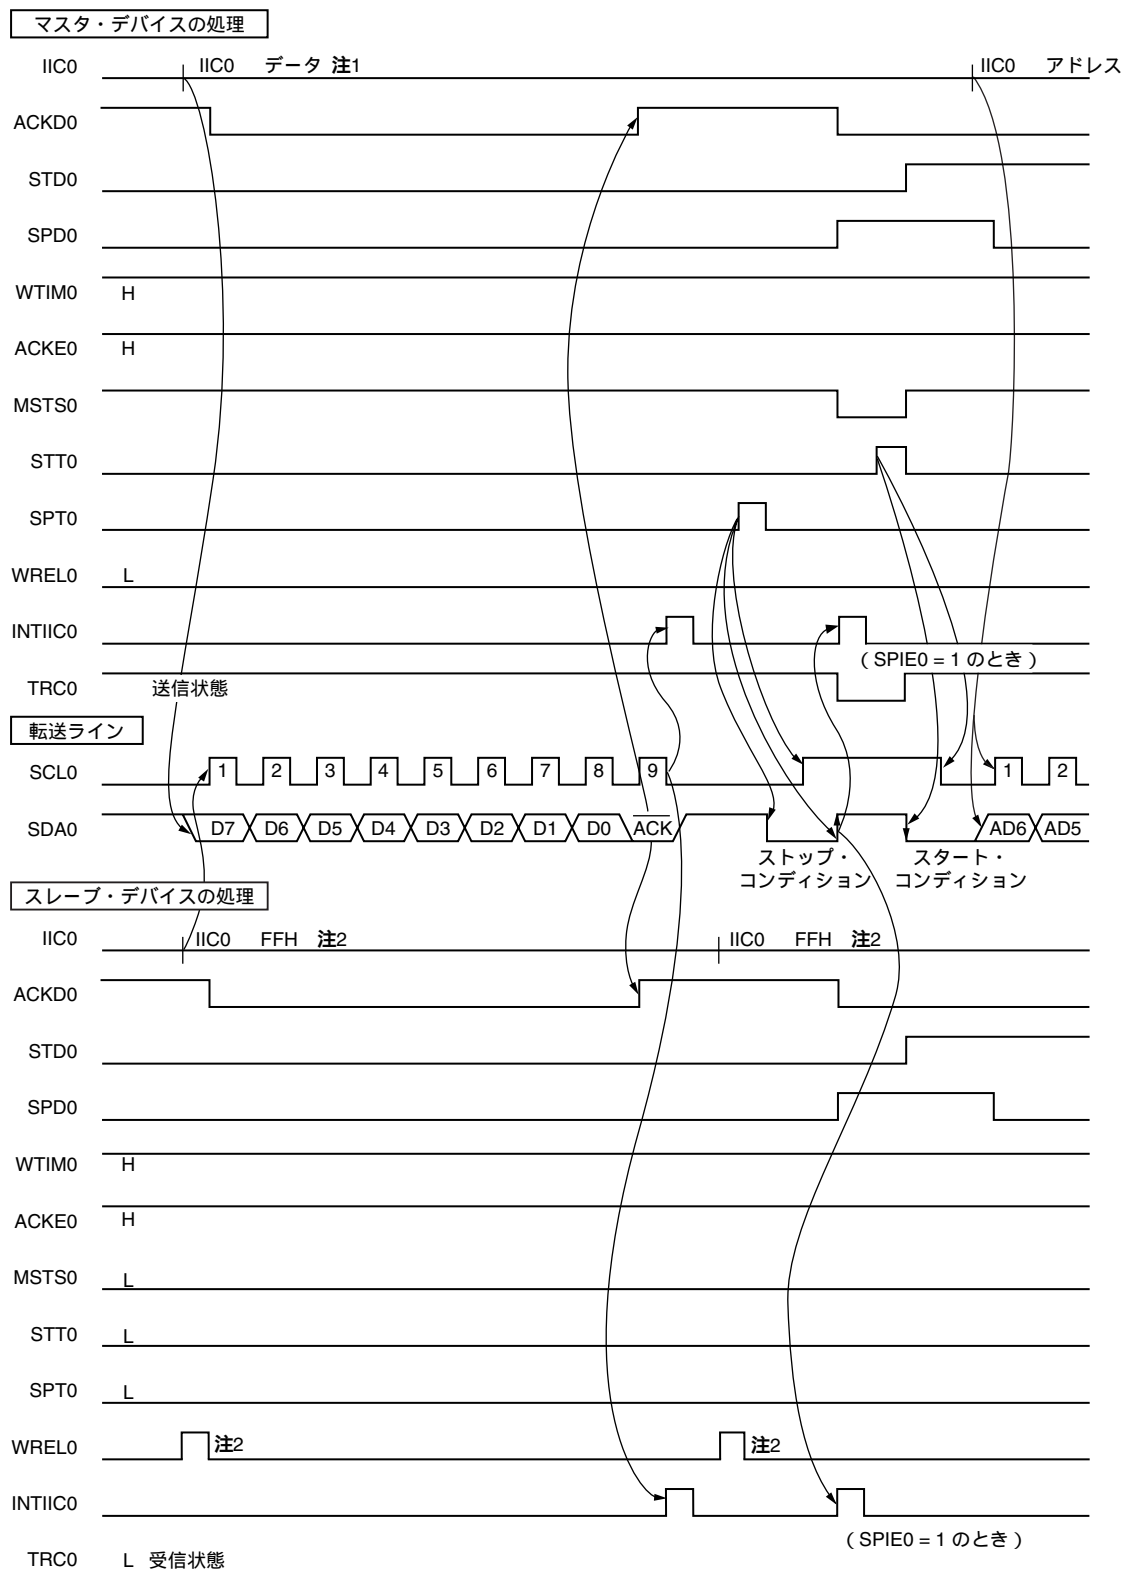 マスタ・デバイスの処理
IIC0 IIC0 データ 注1 IIC0 アドレス
ACKD0
STD0
SPD0
WTIM0 H
ACKE0 H
MSTS0
STT0
SPT0
WREL0 L
INTIIC0
(SPIE0 = 1 のとき)
TRC0 送信状態
転送ライン
SCL0 1 2 3 4 5 6 7 8 9 1 2
SDA0 D7 D6 D5 D4 D3 D2 D1 D0 ACK AD6 AD5
ストップ・ スタート・
コンディション コンディション
スレーブ・デバイスの処理
IIC0 IIC0 FFH 注2 IIC0 FFH 注2
ACKD0
STD0
SPD0
WTIM0 H
ACKE0 H
MSTS0 L
STT0 L
SPT0 L
WREL0 注2 注2
INTIIC0
(SPIE0 = 1 のとき)
TRC0 L 受信状態